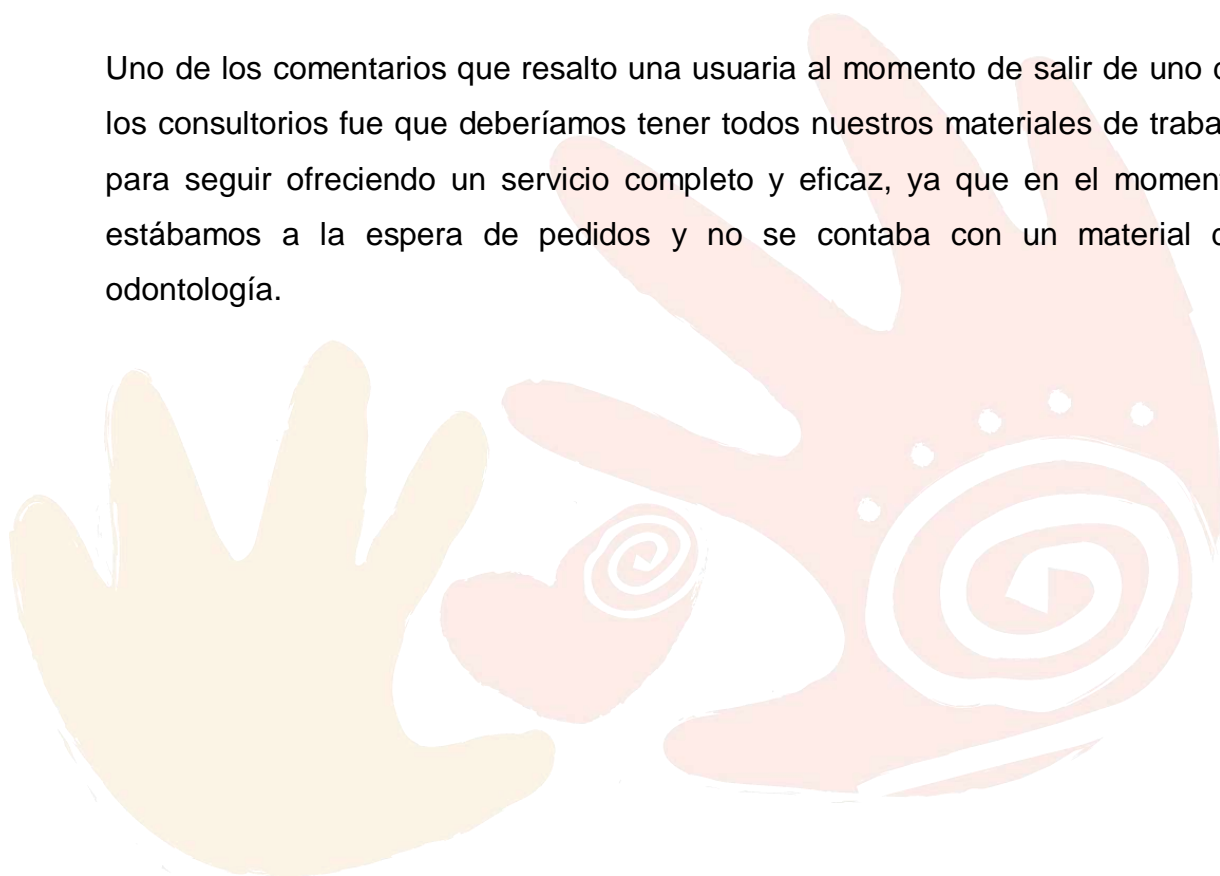 Uno de los comentarios que resalto una usuaria al momento de salir de uno
los consultorios fue que deberíamos tener todos nuestros materiales de
para seguir ofreciendo un servicio completo y eficaz, ya que en el
estábamos a la espera de pedidos y no se contaba con un material
odontología.